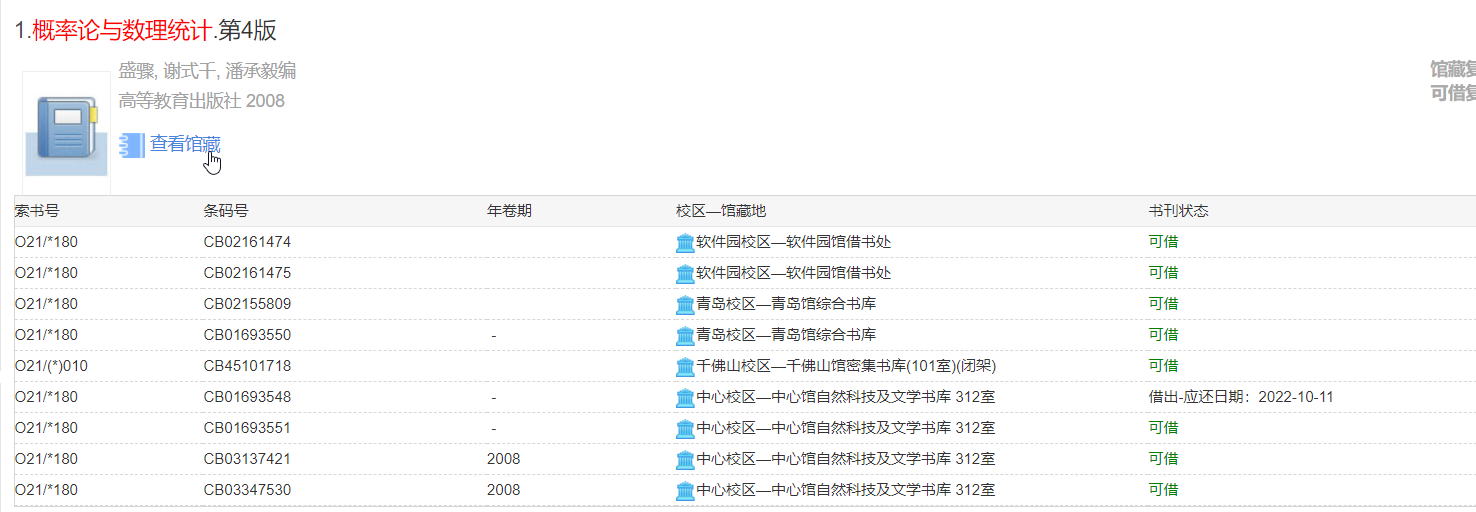 1.概率论与数理统计.第4版
盛骤, 谢式千, 潘承毅编
高等教育出版社 2008
馆藏复
可借复
查看馆藏
索书号 条码号 年卷期 校区—馆藏地 书刊状态
O21/*180 CB02161474 软件园校区—软件园馆借书处 可借
O21/*180 CB02161475 软件园校区—软件园馆借书处 可借
O21/*180 CB02155809 青岛校区—青岛馆综合书库 可借
O21/*180 CB01693550 - 青岛校区—青岛馆综合书库 可借
O21/(*)010 CB45101718 千佛山校区—千佛山馆密集书库(101室)(闭架) 可借
O21/*180 CB01693548 - 中心校区—中心馆自然科技及文学书库 312室 借出-应还日期：2022-10-11
O21/*180 CB01693551 - 中心校区—中心馆自然科技及文学书库 312室 可借
O21/*180 CB03137421 2008 中心校区—中心馆自然科技及文学书库 312室 可借
O21/*180 CB03347530 2008 中心校区—中心馆自然科技及文学书库 312室 可借